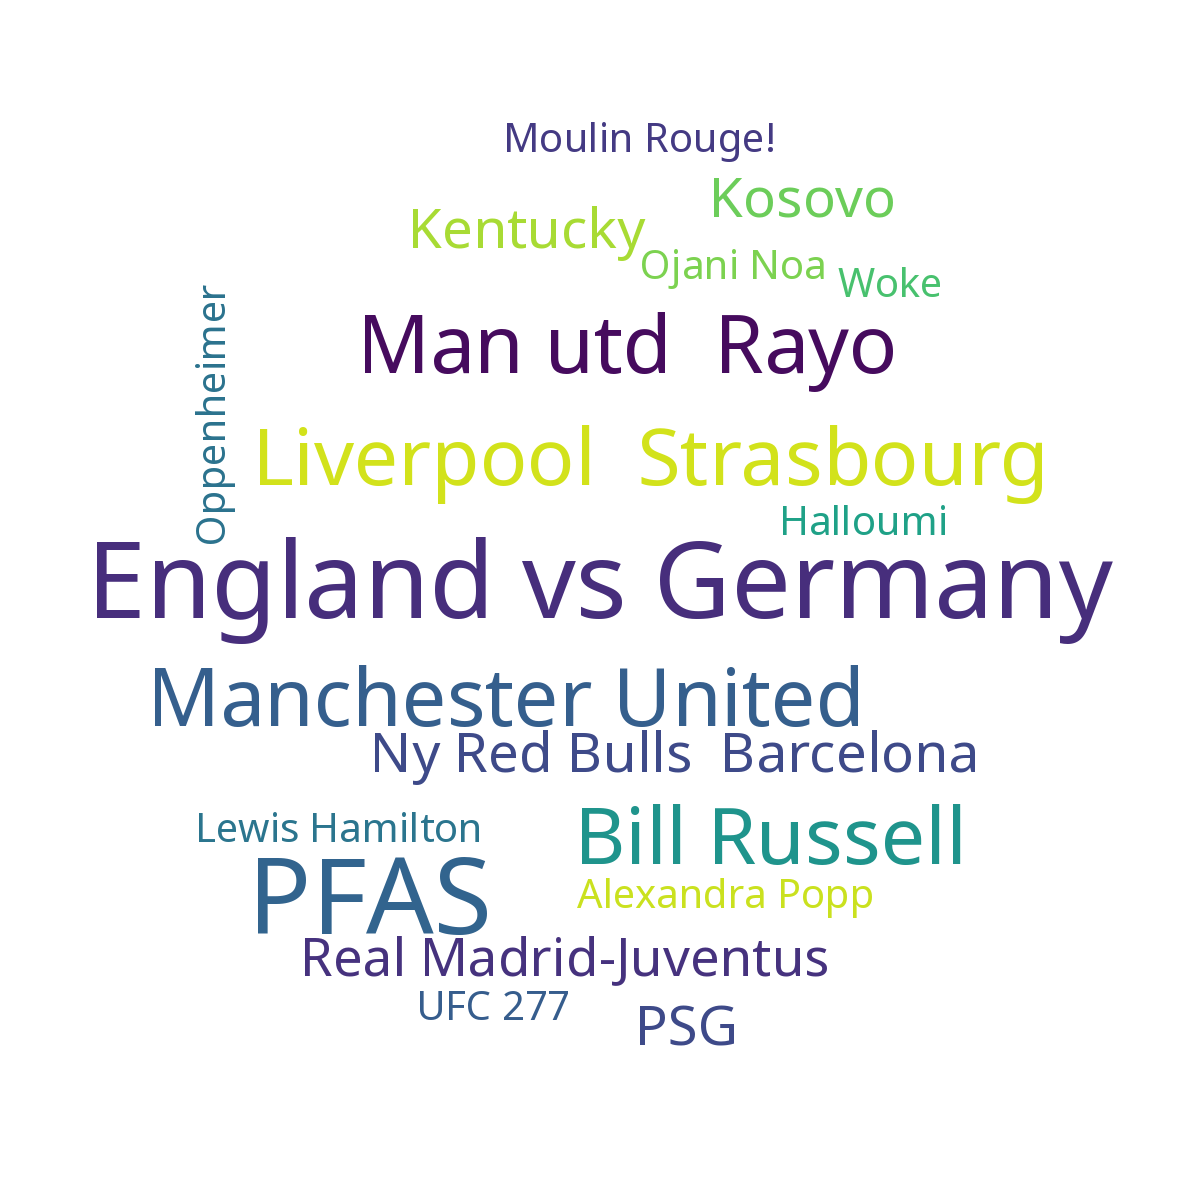 Moulin Rouge!
Kosovo
Kentucky
Ojani Noa
Woke
Oppenheimer
Man utd  Rayo
Liverpool  Strasbourg
Halloumi
England vs Germany
Manchester United
Ny Red Bulls  Barcelona
Lewis Hamilton
Bill Russell
PFAS
Alexandra Popp
Real Madrid-Juventus
UFC 277
PSG